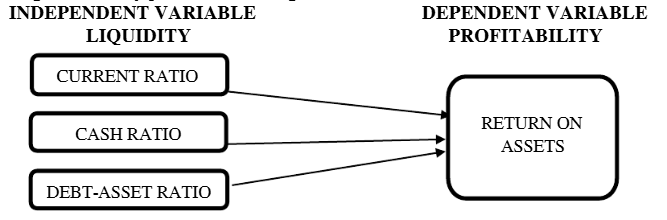 INDEPENDENT VARIABLE
LIQUIDITY
DEPENDENT VARIABLE
PROFITABILITY
CURRENT RATIO
CASH RATIO
DEBT-ASSET RATIO
RETURN ON
ASSETS